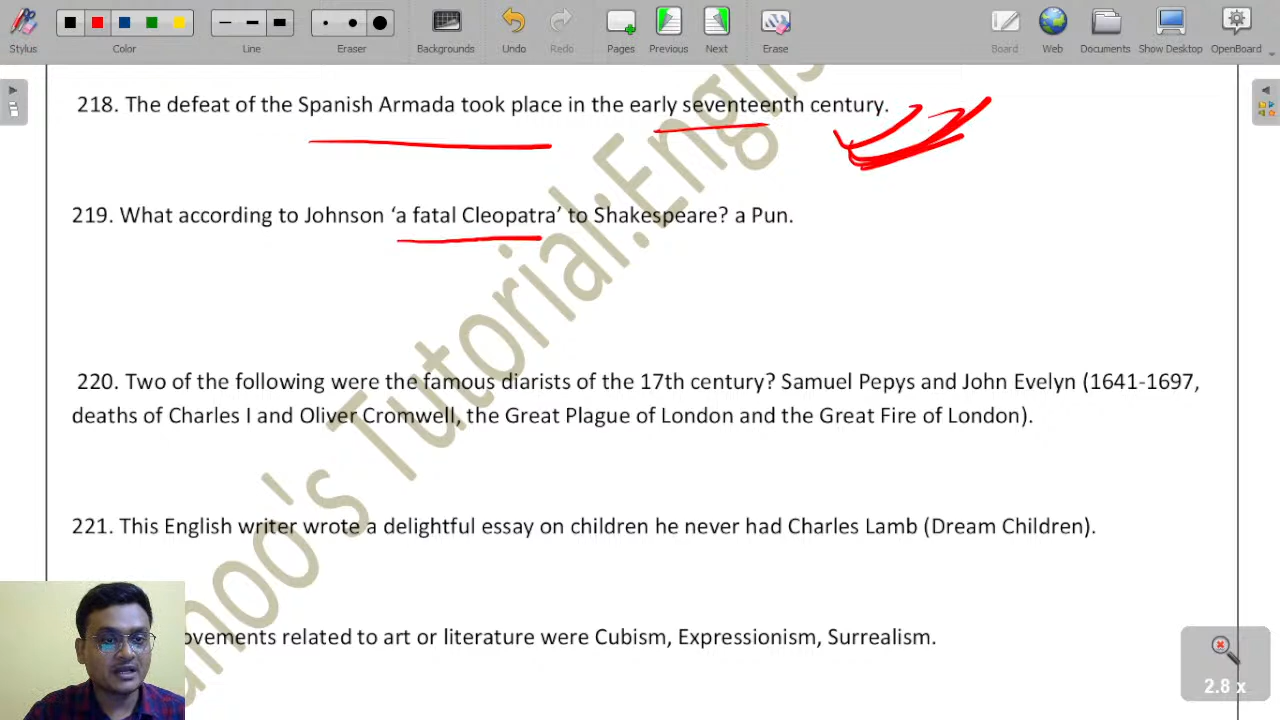 Stylus
Color
Line
Eraser
Backgrounds
Undo
Redo
Pages
Previous
Next
Erase
Board
Web
Documents
Show Desktop
OpenBoard
218. The defeat of the Spanish Armada took place in the early seventeenth century.
219. What according to Johnson ‘a fatal Cleopatra’ to Shakespeare? a Pun.
220. Two of the following were the famous diarists of the 17th century? Samuel Pepys and John Evelyn (1641-1697,
deaths of Charles I and Oliver Cromwell, the Great Plague of London and the Great Fire of London).
221. This English writer wrote a delightful essay on children he never had Charles Lamb (Dream Children).
related to art or literature were Cubism, Expressionism, Surrealism.
Tutorial:English
2.8 x